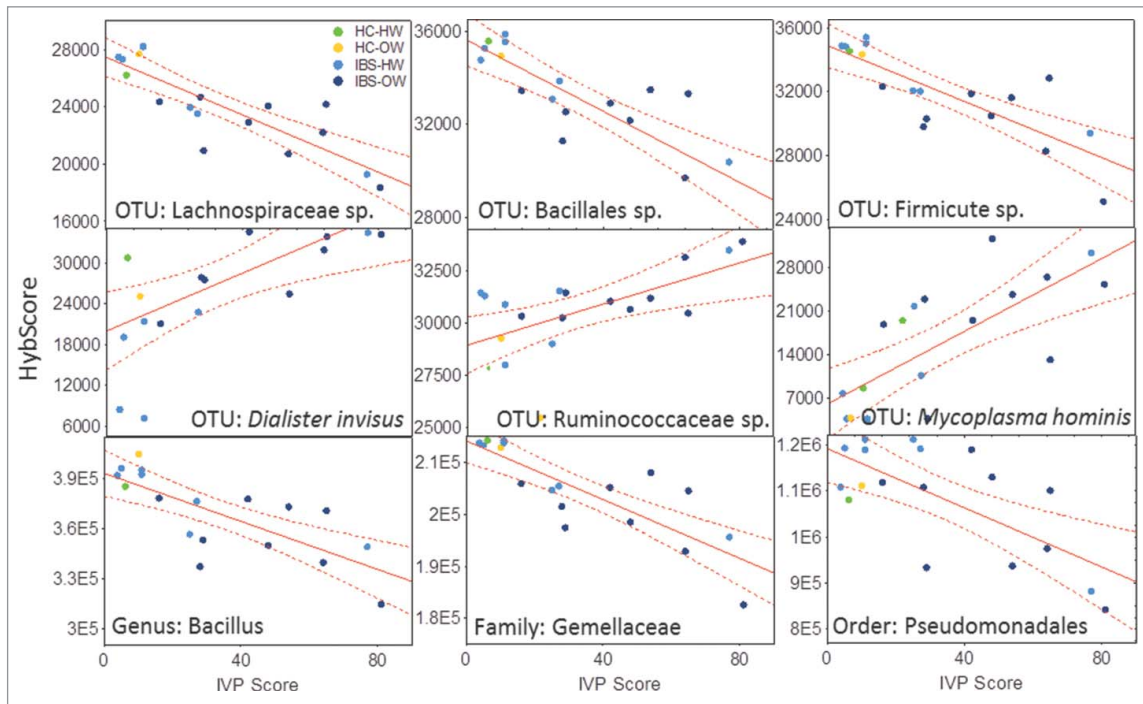 HC-HW
HC-OW
IBS-HW
IBS-OW
28000
24000
20000
16000
OTU: Lachnospiraceae sp.
36000
32000
28000
OTU: Bacillales sp.
36000
32000
28000
24000
OTU: Firmicute sp.
HybScore
30000
24000
18000
12000
6000
OTU: Dialister invisus
32500
30000
27500
25000
OTU: Ruminococcaceae sp.
28000
21000
14000
7000
OTU: Mycoplasma hominis
3.9E5
3.6E5
3.3E5
3E5
Genus: Bacillus
2.1E5
2E5
1.9E5
1.8E5
Family: Gemellaceae
1.2E6
1.1E6
1E6
9E5
8E5
Order: Pseudomonadales
0 40 80
IVP Score
0 40 80
IVP Score
0 40 80
IVP Score